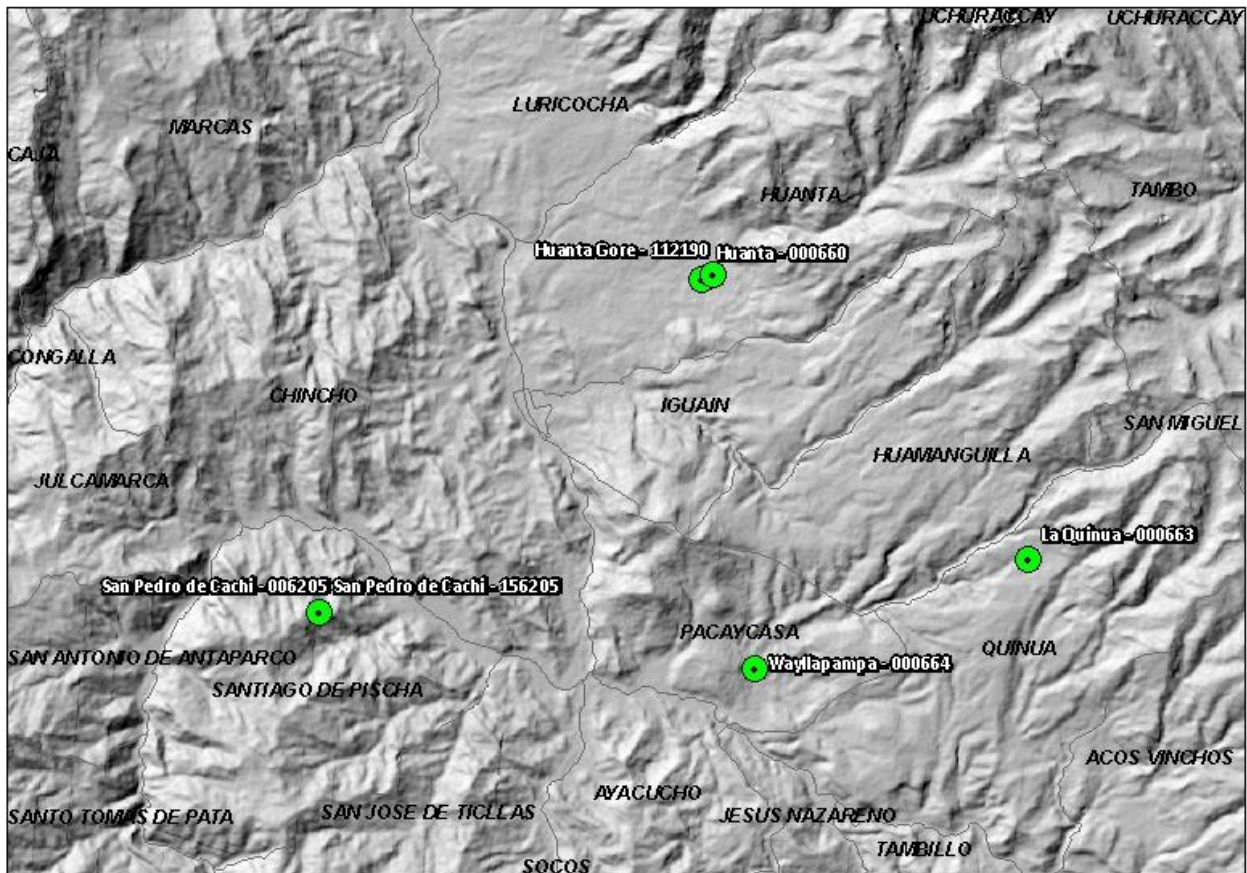 UCHURACCAY
UCHURACCAY
LURICOCHA
MARCAS
CAJA
HUANTA
TAMBO
Huanta Gore - 112190
Huanta - 000660
CONGALLA
CHINCHO
IGUAIN
SAN MIGUEL
HUAMANGUILLA
JULCAMARCA
La Quinua - 000663
San Pedro de Cachi - 006205
San Pedro de Cachi - 156205
PACAYCASA
QUINUA
SAN ANTONIO DE ANTAPARCO
Wayllapampa - 000664
SANTIAGO DE PISCHA
ACOS VINCHOS
AYACUCHO
SANTO TOMAS DE PATA
SAN JOSE DE TICLLAS
JESUS NAZARENO
TAMBILLO
SOCOS